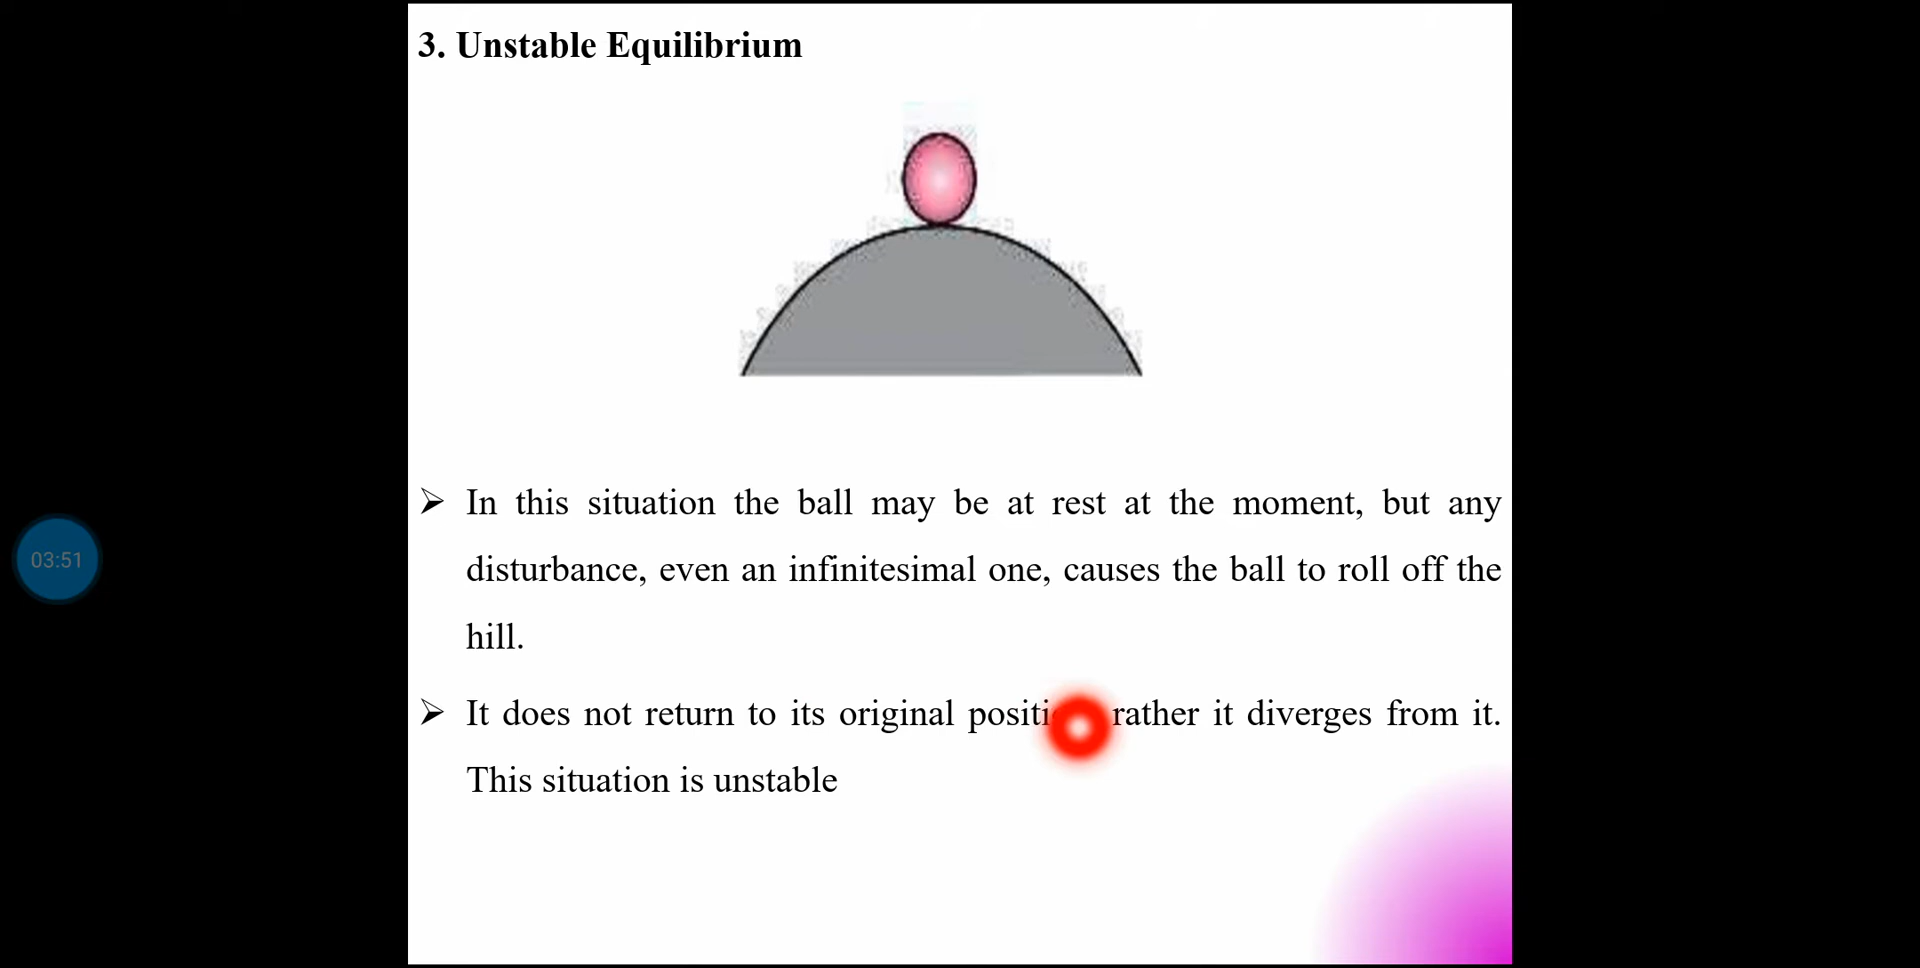 3. Unstable Equilibrium
➢ In this situation the ball may be at rest at the moment, but any
disturbance, even an infinitesimal one, causes the ball to roll off the
hill.
03:51
➢ It does not return to its original rather it diverges from it.
This situation is unstable